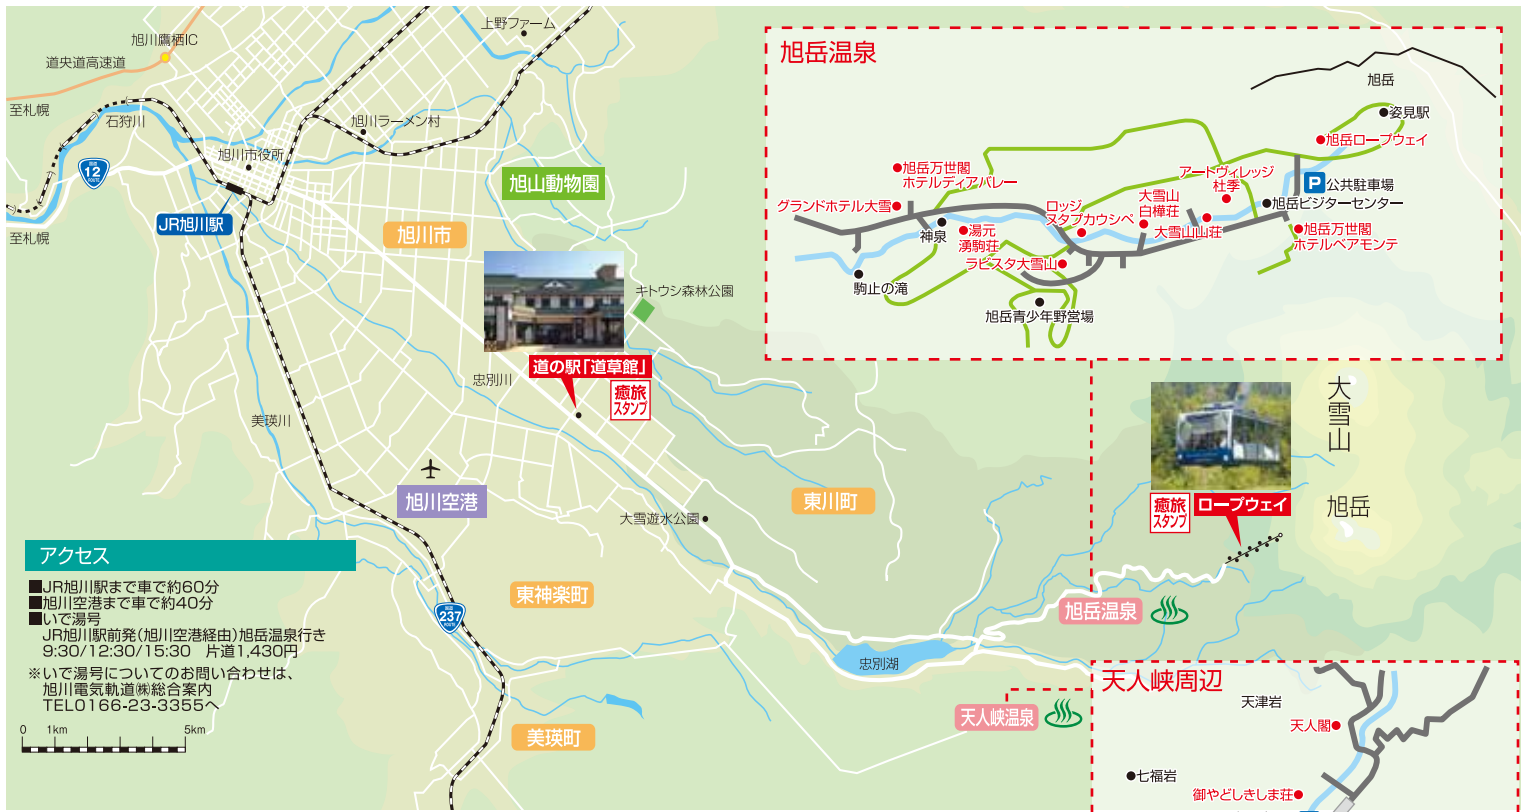 上野ファーム
旭川鷹栖IC
道央道高速道
至札幌
石狩川
旭川ラーメン村
旭川市役所
国道
12
ROUTE
旭山動物園
JR旭川駅
至札幌
旭川市
キトウシ森林公園
道の駅「道草館」
癒旅
スタンプ
忠別川
美瑛川
旭川空港
大雪遊水公園
東川町
東神楽町
国道
237
ROUTE
忠別湖
美瑛町
アクセス
■JR旭川駅まで車で約60分
■旭川空港まで車で約40分
■いで湯号
JR旭川駅前発(旭川空港経由)旭岳温泉行き
9:30/12:30/15:30 片道1,430円
※いで湯号についてのお問い合わせは、
旭川電気軌道㈱総合案内
TEL0166-23-3355へ
0 1km 5km
旭岳温泉
旭岳
姿見駅
旭岳ロープウェイ
旭岳万世閣
ホテルディアバレー
アートヴィレッジ
杜季
P 公共駐車場
グランドホテル大雪
ロッジ
ヌタプカウシペ
大雪山
白樺荘
旭岳ビジターセンター
神泉
湯元
湧駒荘
大雪山山荘
旭岳万世閣
ホテルベアモンテ
ラビスタ大雪山
駒止の滝
旭岳青少年野営場
大雪山
癒旅
スタンプ
ロープウェイ
旭岳
旭岳温泉
天人峡温泉
天人峡周辺
天津岩
天人閣
七福岩
御やどしきしま荘